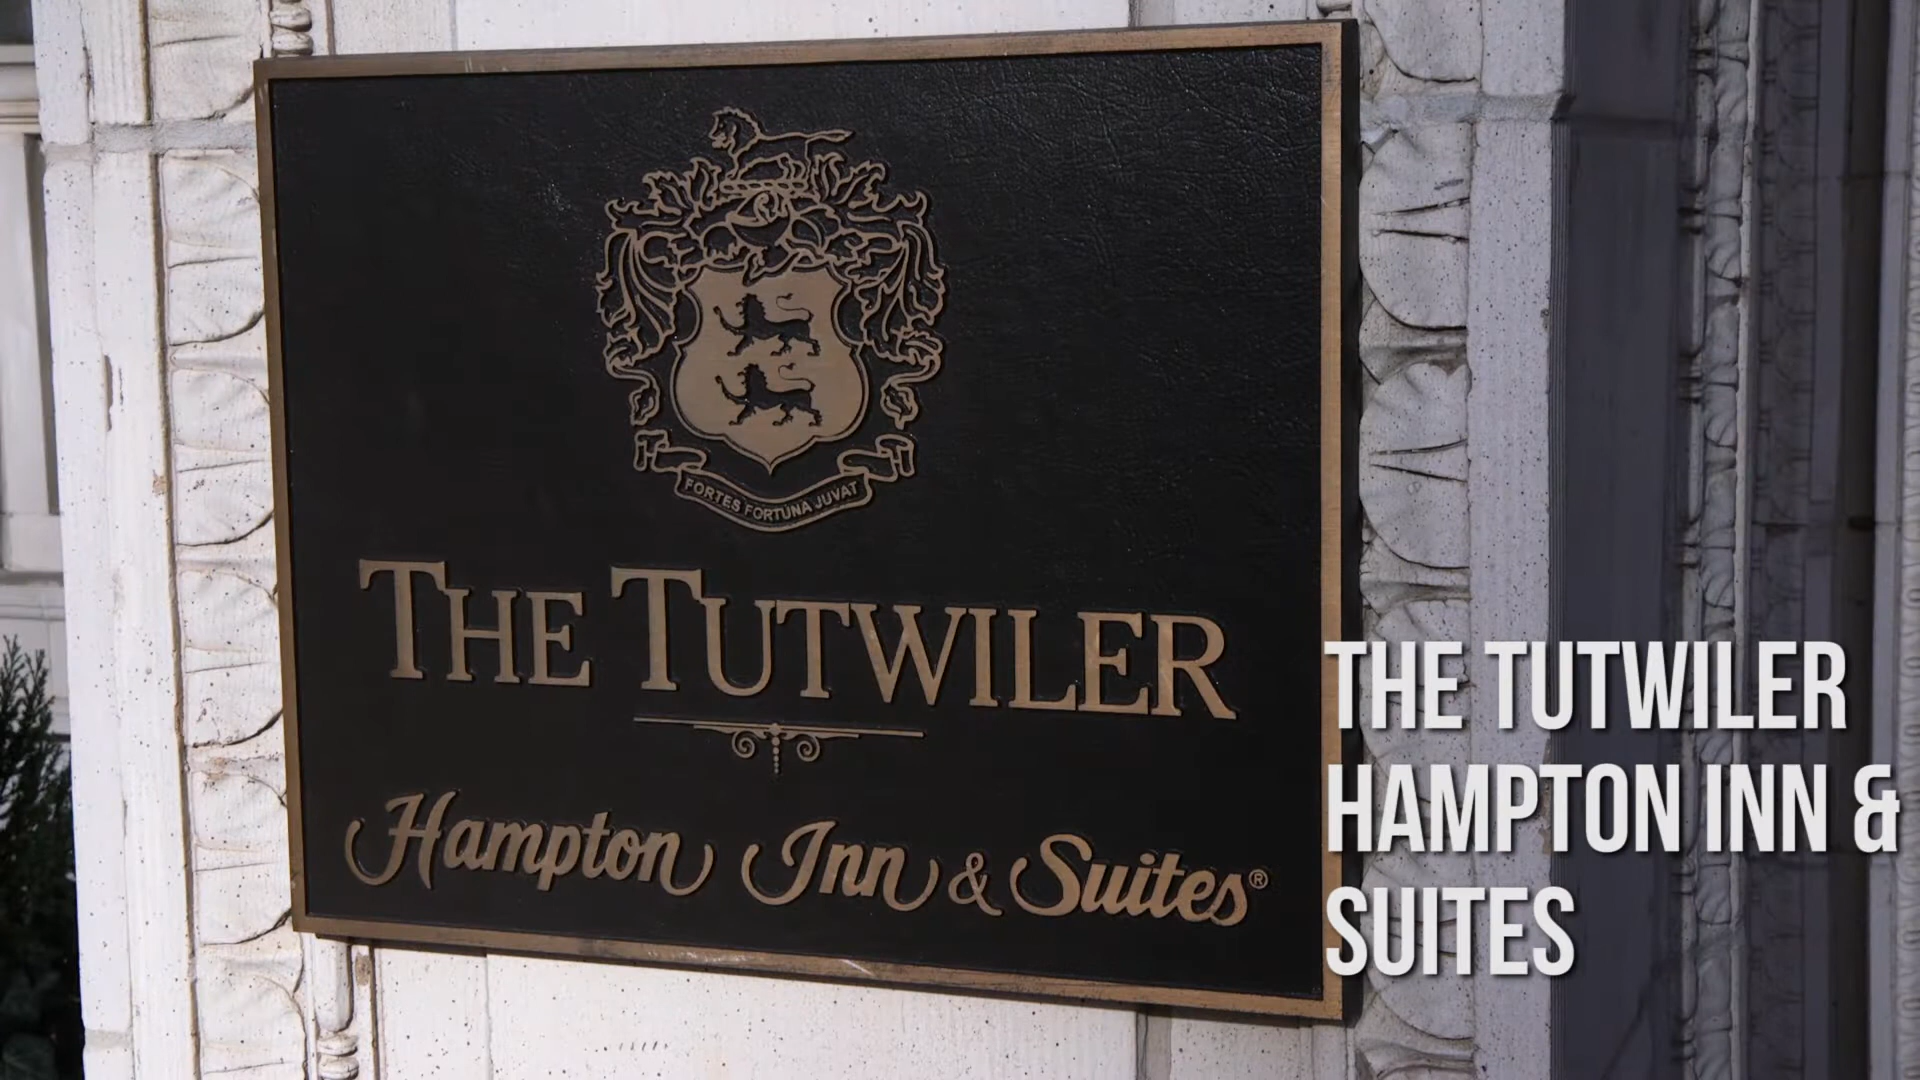 FORTES FORTUNA JUVAT
THE TUTWILER
Hampton Inn & Suites®
THE TUTWILER
HAMPTON INN &
SUITES